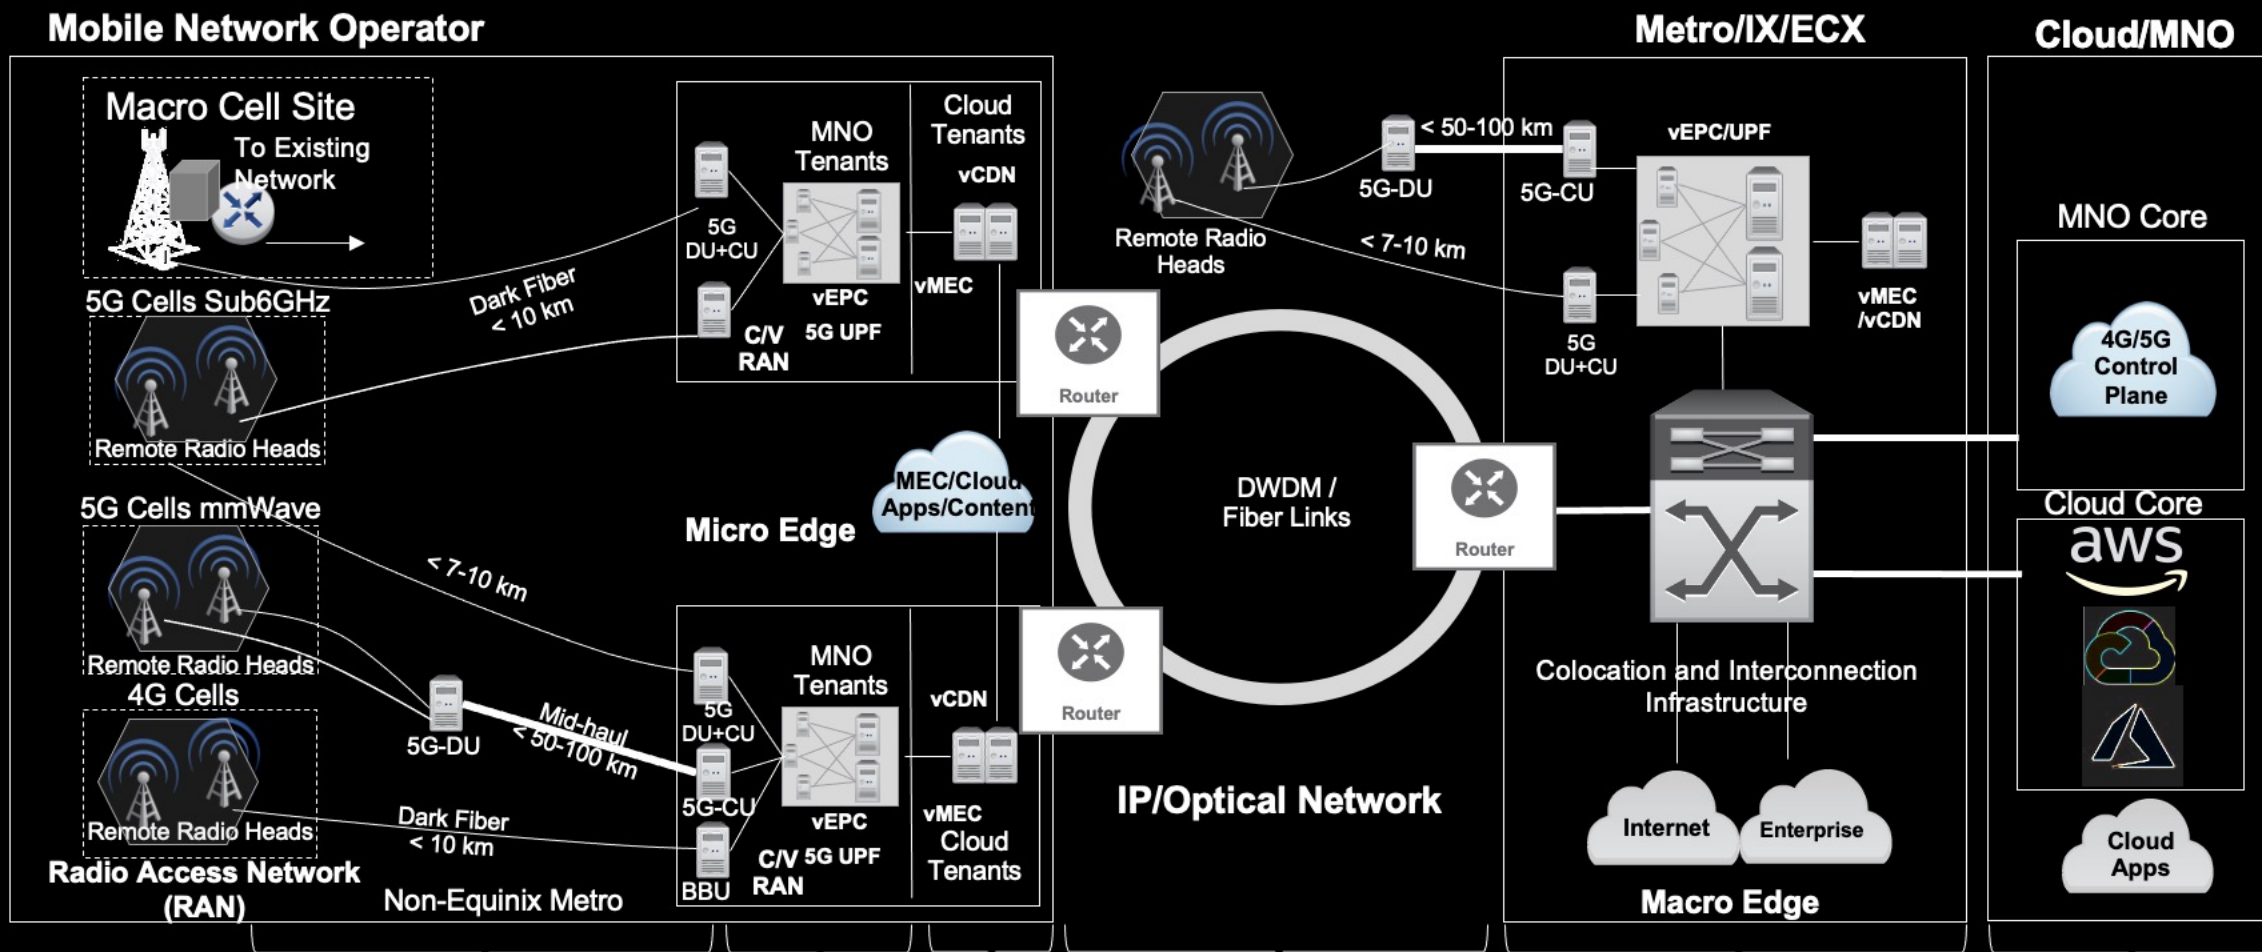 Mobile Network Operator
Metro/IX/ECX
Cloud/MNO
Macro Cell Site
To Existing
Network
5G Cells Sub6GHz
Remote Radio Heads
5G Cells mmWave
Remote Radio Heads
4G Cells
Remote Radio Heads
Radio Access Network
(RAN)
Non-Equinix Metro
Dark Fiber
< 10 km
< 7-10 km
5G-DU
Mid-haul
< 50-100 km
Dark Fiber
< 10 km
5G
DU+CU
MNO
Tenants
vEPC
5G UPF
C/V
RAN
Cloud
Tenants
vCDN
vMEC
MEC/Cloud
Apps/Content
Micro Edge
5G
DU+CU
5G-CU
BBU
MNO
Tenants
vEPC
5G UPF
C/V
RAN
vCDN
vMEC
Cloud
Tenants
Router
Router
Router
DWDM /
Fiber Links
IP/Optical Network
Remote Radio
Heads
5G-DU
< 50-100 km
5G-CU
< 7-10 km
5G
DU+CU
vEPC/UPF
vMEC
/vCDN
Colocation and Interconnection
Infrastructure
Internet
Enterprise
Macro Edge
MNO Core
4G/5G
Control
Plane
Cloud Core
aws
Cloud
Apps